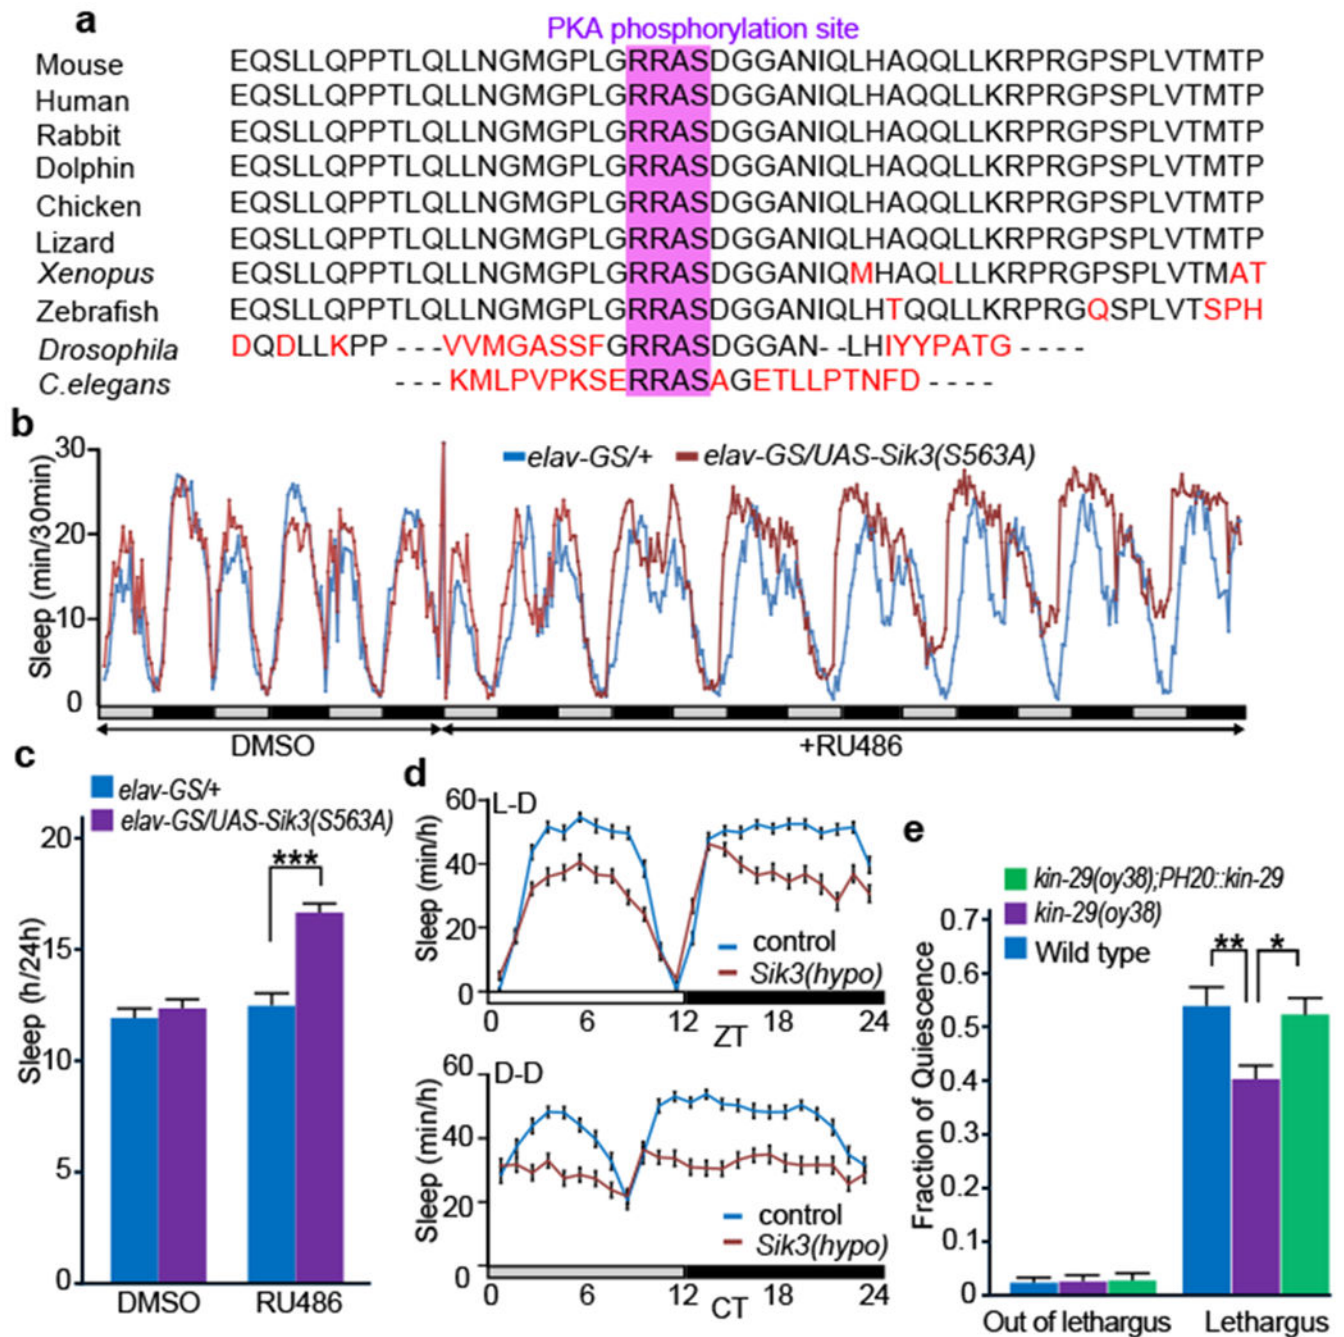 a
PKA phosphorylation site
Mouse EQSLLQPPTLQLLNGMGPLGRRASDGGANIQLHAQQLLKRPRGPSPLVTMTP
Human EQSLLQPPTLQLLNGMGPLGRRASDGGANIQLHAQQLLKRPRGPSPLVTMTP
Rabbit EQSLLQPPTLQLLNGMGPLGRRASDGGANIQLHAQQLLKRPRGPSPLVTMTP
Dolphin EQSLLQPPTLQLLNGMGPLGRRASDGGANIQLHAQQLLKRPRGPSPLVTMTP
Chicken EQSLLQPPTLQLLNGMGPLGRRASDGGANIQLHAQQLLKRPRGPSPLVTMTP
Lizard EQSLLQPPTLQLLNGMGPLGRRASDGGANIQLHAQQLLKRPRGPSPLVTMTP
Xenopus EQSLLQPPTLQLLNGMGPLGRRASDGGANIQMHAQLLLKRPRGPSPLVTMAT
Zebrafish EQSLLQPPTLQLLNGMGPLGRRASDGGANIQLHTQQLLKRPRGQSPLVTSPH
Drosophila DQDLLKPP ---VVMGASSFGRRASDGGAN--LHIYYPATG ----
C.elegans --- KMLPVPKSERRASAGETLLPTNFD ----
b
elav-GS/+ elav-GS/UAS-Sik3(S563A)
Sleep (min/30min)
30
20
10
0
DMSO +RU486
c
elav-GS/+
elav-GS/UAS-Sik3(S563A)
Sleep (h/24h)
20
15
10
5
0
***
DMSO RU486
d
L-D
Sleep (min/h)
60
40
20
0
control
Sik3(hypo)
0 6 12 18 24
ZT
D-D
Sleep (min/h)
60
40
20
0
control
Sik3(hypo)
0 6 12 18 24
CT
e
kin-29(oy38);PH20::kin-29
kin-29(oy38)
Wild type
Fraction of Quiescence
0.7
0.6
0.5
0.4
0.3
0.2
0.1
0
** *
Out of lethargus Lethargus